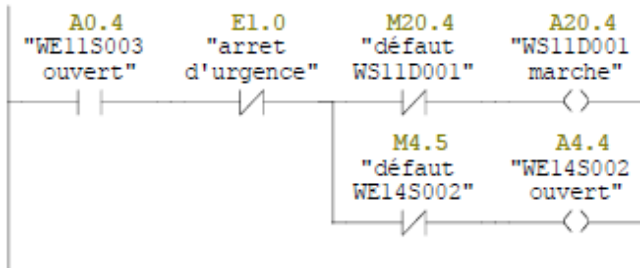 A0.4 E1.0 M20.4 A20.4
"WE11S003 "arret "défaut "WS11D001
ouvert" d'urgence" WS11D001" marche"
M4.5 A4.4
"défaut "WE14S002
WE14S002" ouvert"